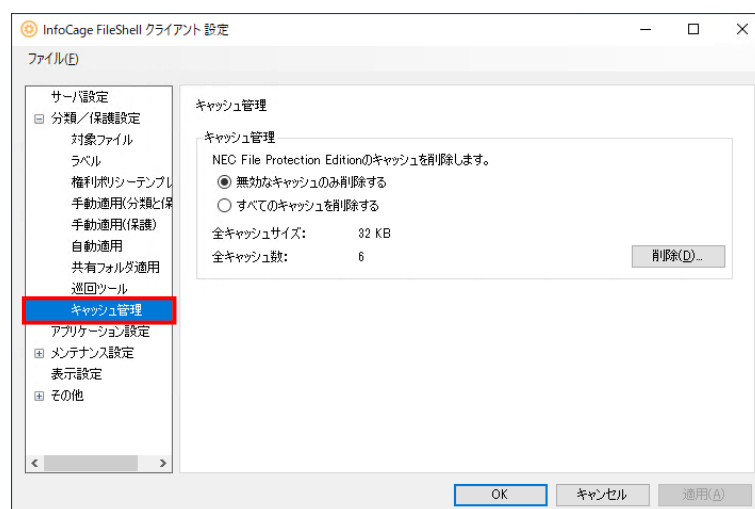 InfoCage FileShell クライアント 設定
ファイル(F)
サーバ設定
分類／保護設定
対象ファイル
ラベル
権利ポリシーテンプレ
手動適用(分類と保
手動適用(保護)
自動適用
共有フォルダ適用
巡回ツール
キャッシュ管理
アプリケーション設定
メンテナンス設定
表示設定
その他
キャッシュ管理
キャッシュ管理
NEC File Protection Editionのキャッシュを削除します。
無効なキャッシュのみ削除する
すべてのキャッシュを削除する
全キャッシュサイズ: 32 KB
全キャッシュ数: 6
削除(D)...
OK キャンセル 適用(A)